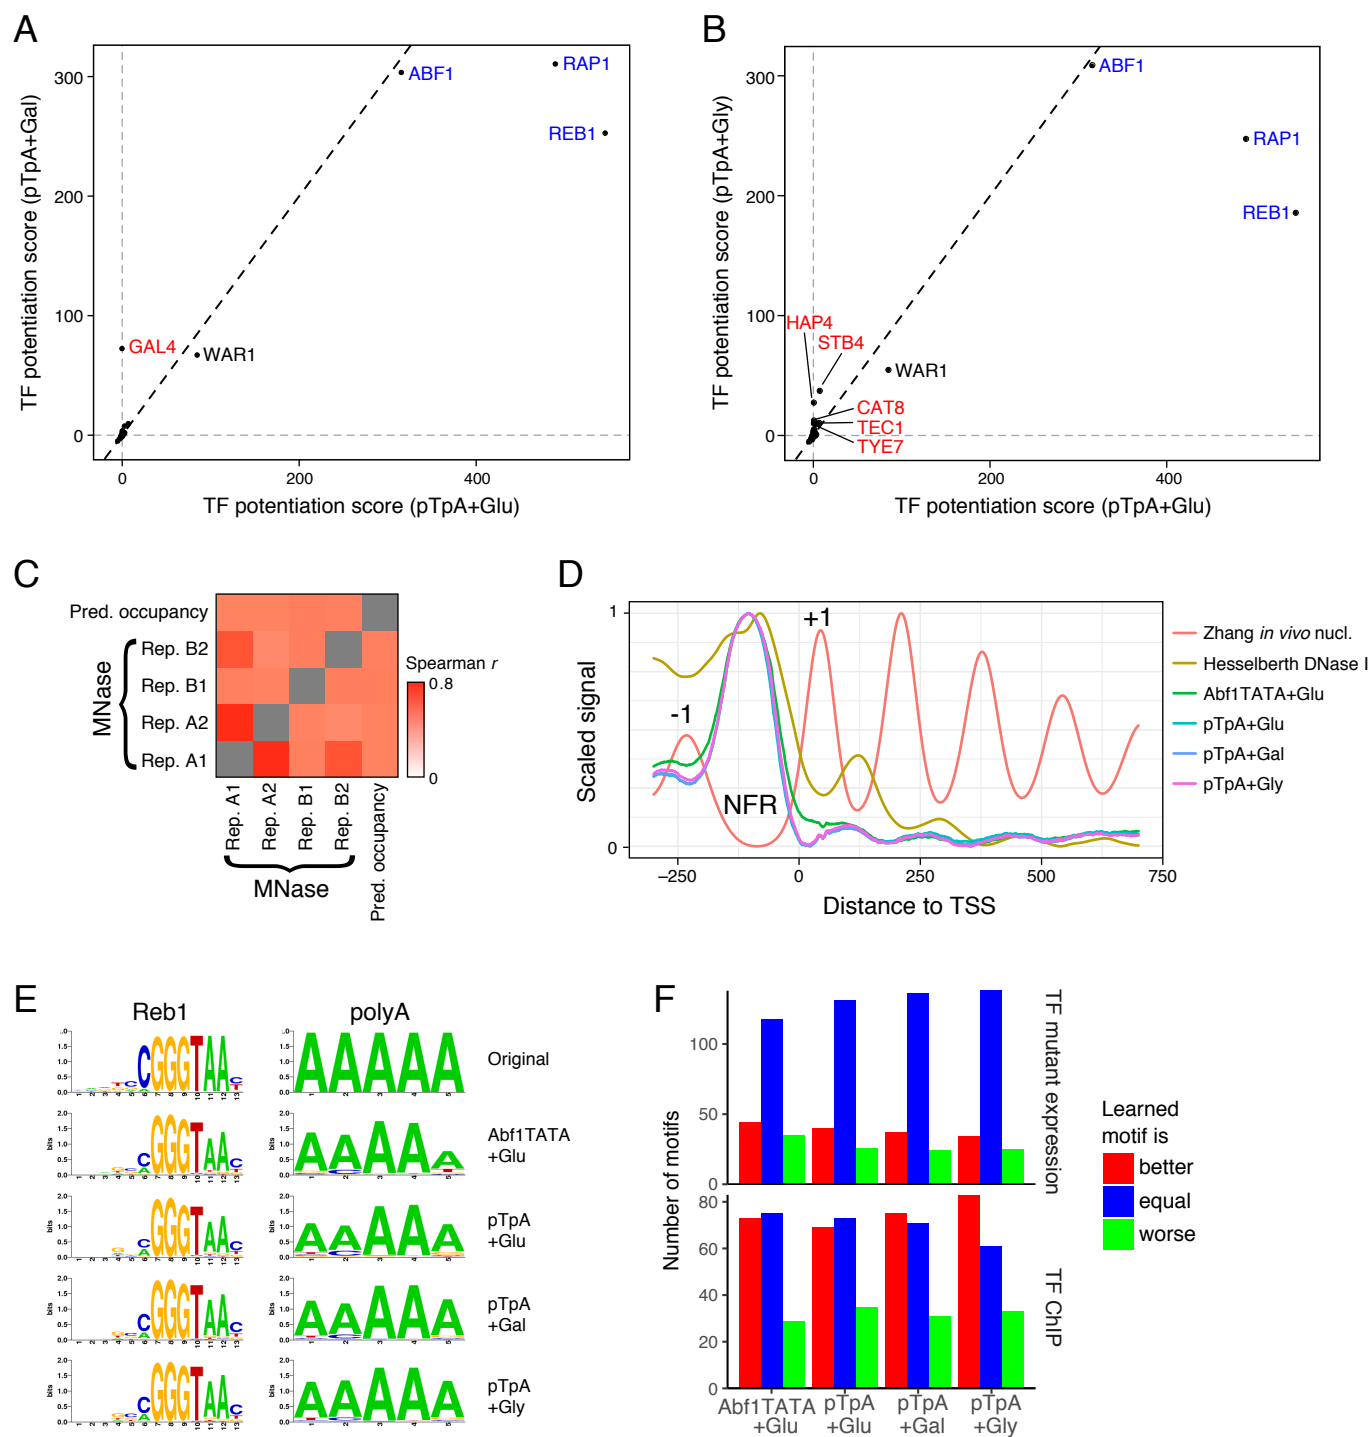 A
TF potentiation score (pTpA+Gal)
300
200
100
0
ABF1
RAP1
REB1
GAL4
WAR1
0
200
400
TF potentiation score (pTpA+Glu)
B
TF potentiation score (pTpA+Gly)
300
200
100
0
ABF1
RAP1
REB1
HAP4
STB4
WAR1
CAT8
TEC1
TYE7
0
200
400
TF potentiation score (pTpA+Glu)
C
Pred. occupancy
Rep. B2
Rep. B1
Rep. A2
Rep. A1
MNase
Spearman r
0.8
0
Rep. A1
Rep. A2
Rep. B1
Rep. B2
Pred. occupancy
MNase
D
Scaled signal
1
0
-1
NFR
+1
−250
0
250
500
750
Distance to TSS
Zhang in vivo nucl.
Hesselberth DNase I
Abf1TATA+Glu
pTpA+Glu
pTpA+Gal
pTpA+Gly
E
Reb1
polyA
Original
Abf1TATA
+Glu
pTpA
+Glu
pTpA
+Gal
pTpA
+Gly
F
Number of motifs
100
50
0
TF mutant expression
80
60
40
20
0
TF ChIP
Abf1TATA
+Glu
pTpA
+Glu
pTpA
+Gal
pTpA
+Gly
Learned
motif is
better
equal
worse